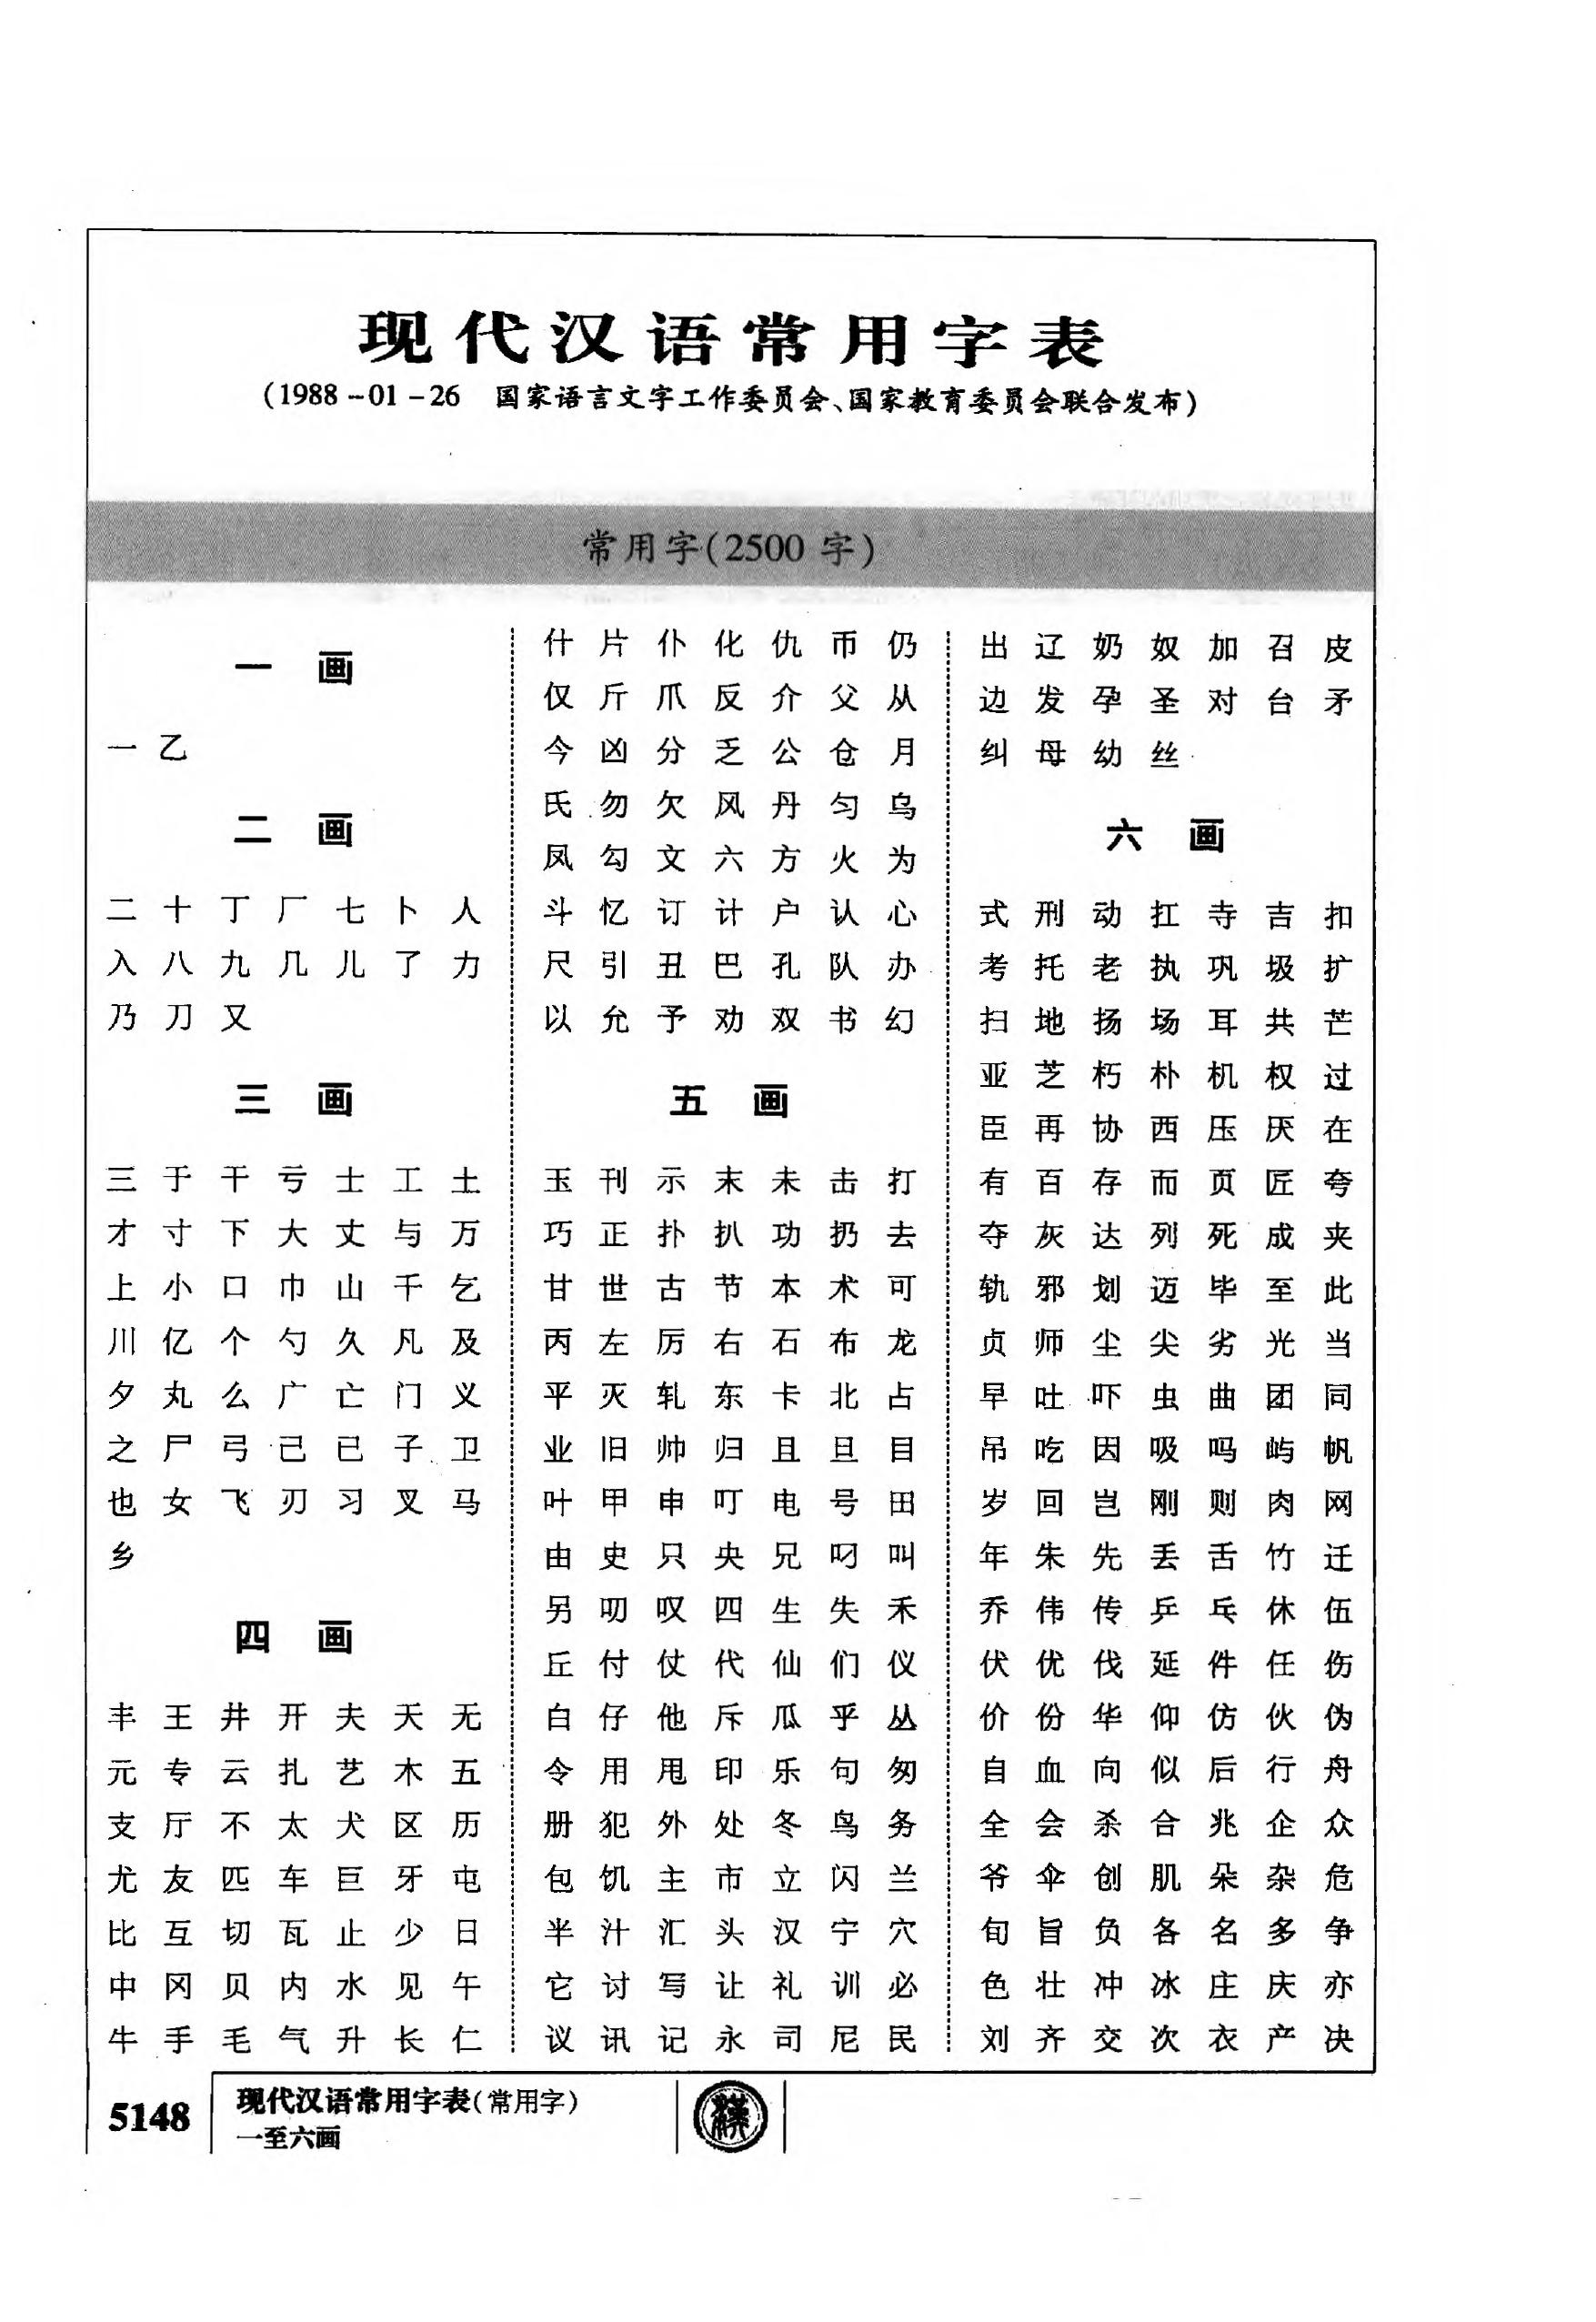 现代汉语常用字表
(1988-01-26 国家语言文字工作委员会、国家教育委员会联合发布)
常用字(2500 字)
一 画
一 乙
二 画
二 十 丁 厂 七 卜 人
入 八 九 几 儿 了 力
乃 刀 又
三 画
三 于 干 亏 士 工 土
才 寸 下 大 丈 与 万
上 小 口 巾 山 千 乞
川 亿 个 勺 久 凡 及
夕 丸 么 广 亡 门 义
之 尸 弓 己 已 子 卫
也 女 飞 刃 习 叉 马
乡
四 画
丰 王 井 开 夫 天 无
元 专 云 扎 艺 木 五
支 厅 不 太 犬 区 历
尤 友 匹 车 巨 牙 屯
比 互 切 瓦 止 少 日
中 冈 贝 内 水 见 午
牛 手 毛 气 升 长 仁
什 片 仆 化 仇 币 仍
仅 斤 爪 反 介 父 从
今 凶 分 乏 公 仓 月
氏 勿 欠 风 丹 匀 乌
凤 勾 文 六 方 火 为
斗 忆 订 计 户 认 心
尺 引 丑 巴 孔 队 办
以 允 予 劝 双 书 幻
五 画
玉 刊 示 末 未 击 打
巧 正 扑 扒 功 扔 去
甘 世 古 节 本 术 可
丙 左 厉 右 石 布 龙
平 灭 轧 东 卡 北 占
业 旧 帅 归 且 旦 目
叶 甲 申 叮 电 号 田
由 史 只 央 兄 叼 叫
另 叨 叹 四 生 失 禾
丘 付 仗 代 仙 们 仪
白 仔 他 斥 瓜 乎 丛
令 用 甩 印 乐 句 匆
册 犯 外 处 冬 鸟 务
包 饥 主 市 立 闪 兰
半 汁 汇 头 汉 宁 穴
它 讨 写 让 礼 训 必
议 讯 记 永 司 尼 民
出 辽 奶 奴 加 召 皮
边 发 孕 圣 对 台 矛
纠 母 幼 丝
六 画
式 刑 动 扛 寺 吉 扣
考 托 老 执 巩 圾 扩
扫 地 扬 场 耳 共 芒
亚 芝 朽 朴 机 权 过
臣 再 协 西 压 厌 在
有 百 存 而 页 匠 夸
夺 灰 达 列 死 成 夹
轨 邪 划 迈 毕 至 此
贞 师 尘 尖 劣 光 当
早 吐 吓 虫 曲 团 同
吊 吃 因 吸 吗 屿 帆
岁 回 岂 刚 则 肉 网
年 朱 先 丢 舌 竹 迁
乔 伟 传 乒 乓 休 伍
伏 优 伐 延 件 任 伤
价 份 华 仰 仿 伙 伪
自 血 向 似 后 行 舟
全 会 杀 合 兆 企 众
爷 伞 创 肌 朵 杂 危
旬 旨 负 各 名 多 争
色 壮 冲 冰 庄 庆 亦
刘 齐 交 次 衣 产 决
5148
现代汉语常用字表(常用字)
一至六画